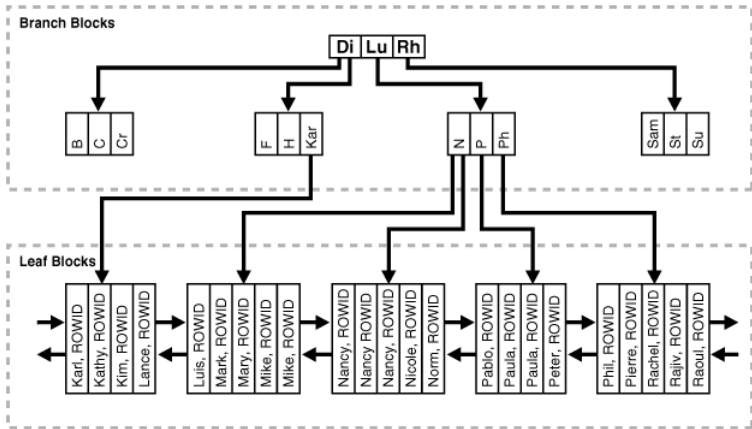 Branch Blocks
Di Lu Rh
B C Cr
F H Kar
N P Ph
Sam St Su
Leaf Blocks
Karl, ROWID
Kathy, ROWID
Kim, ROWID
Lance, ROWID
Luis, ROWID
Mark, ROWID
Mary, ROWID
Mike, ROWID
Mike, ROWID
Nancy, ROWID
Nancy ROWID
Nancy, ROWID
Nicole, ROWID
Norm, ROWID
Pablo, ROWID
Paula, ROWID
Paula, ROWID
Peter, ROWID
Phil, ROWID
Pierre, ROWID
Rachel, ROWID
Rajiv, ROWID
Raoul, ROWID